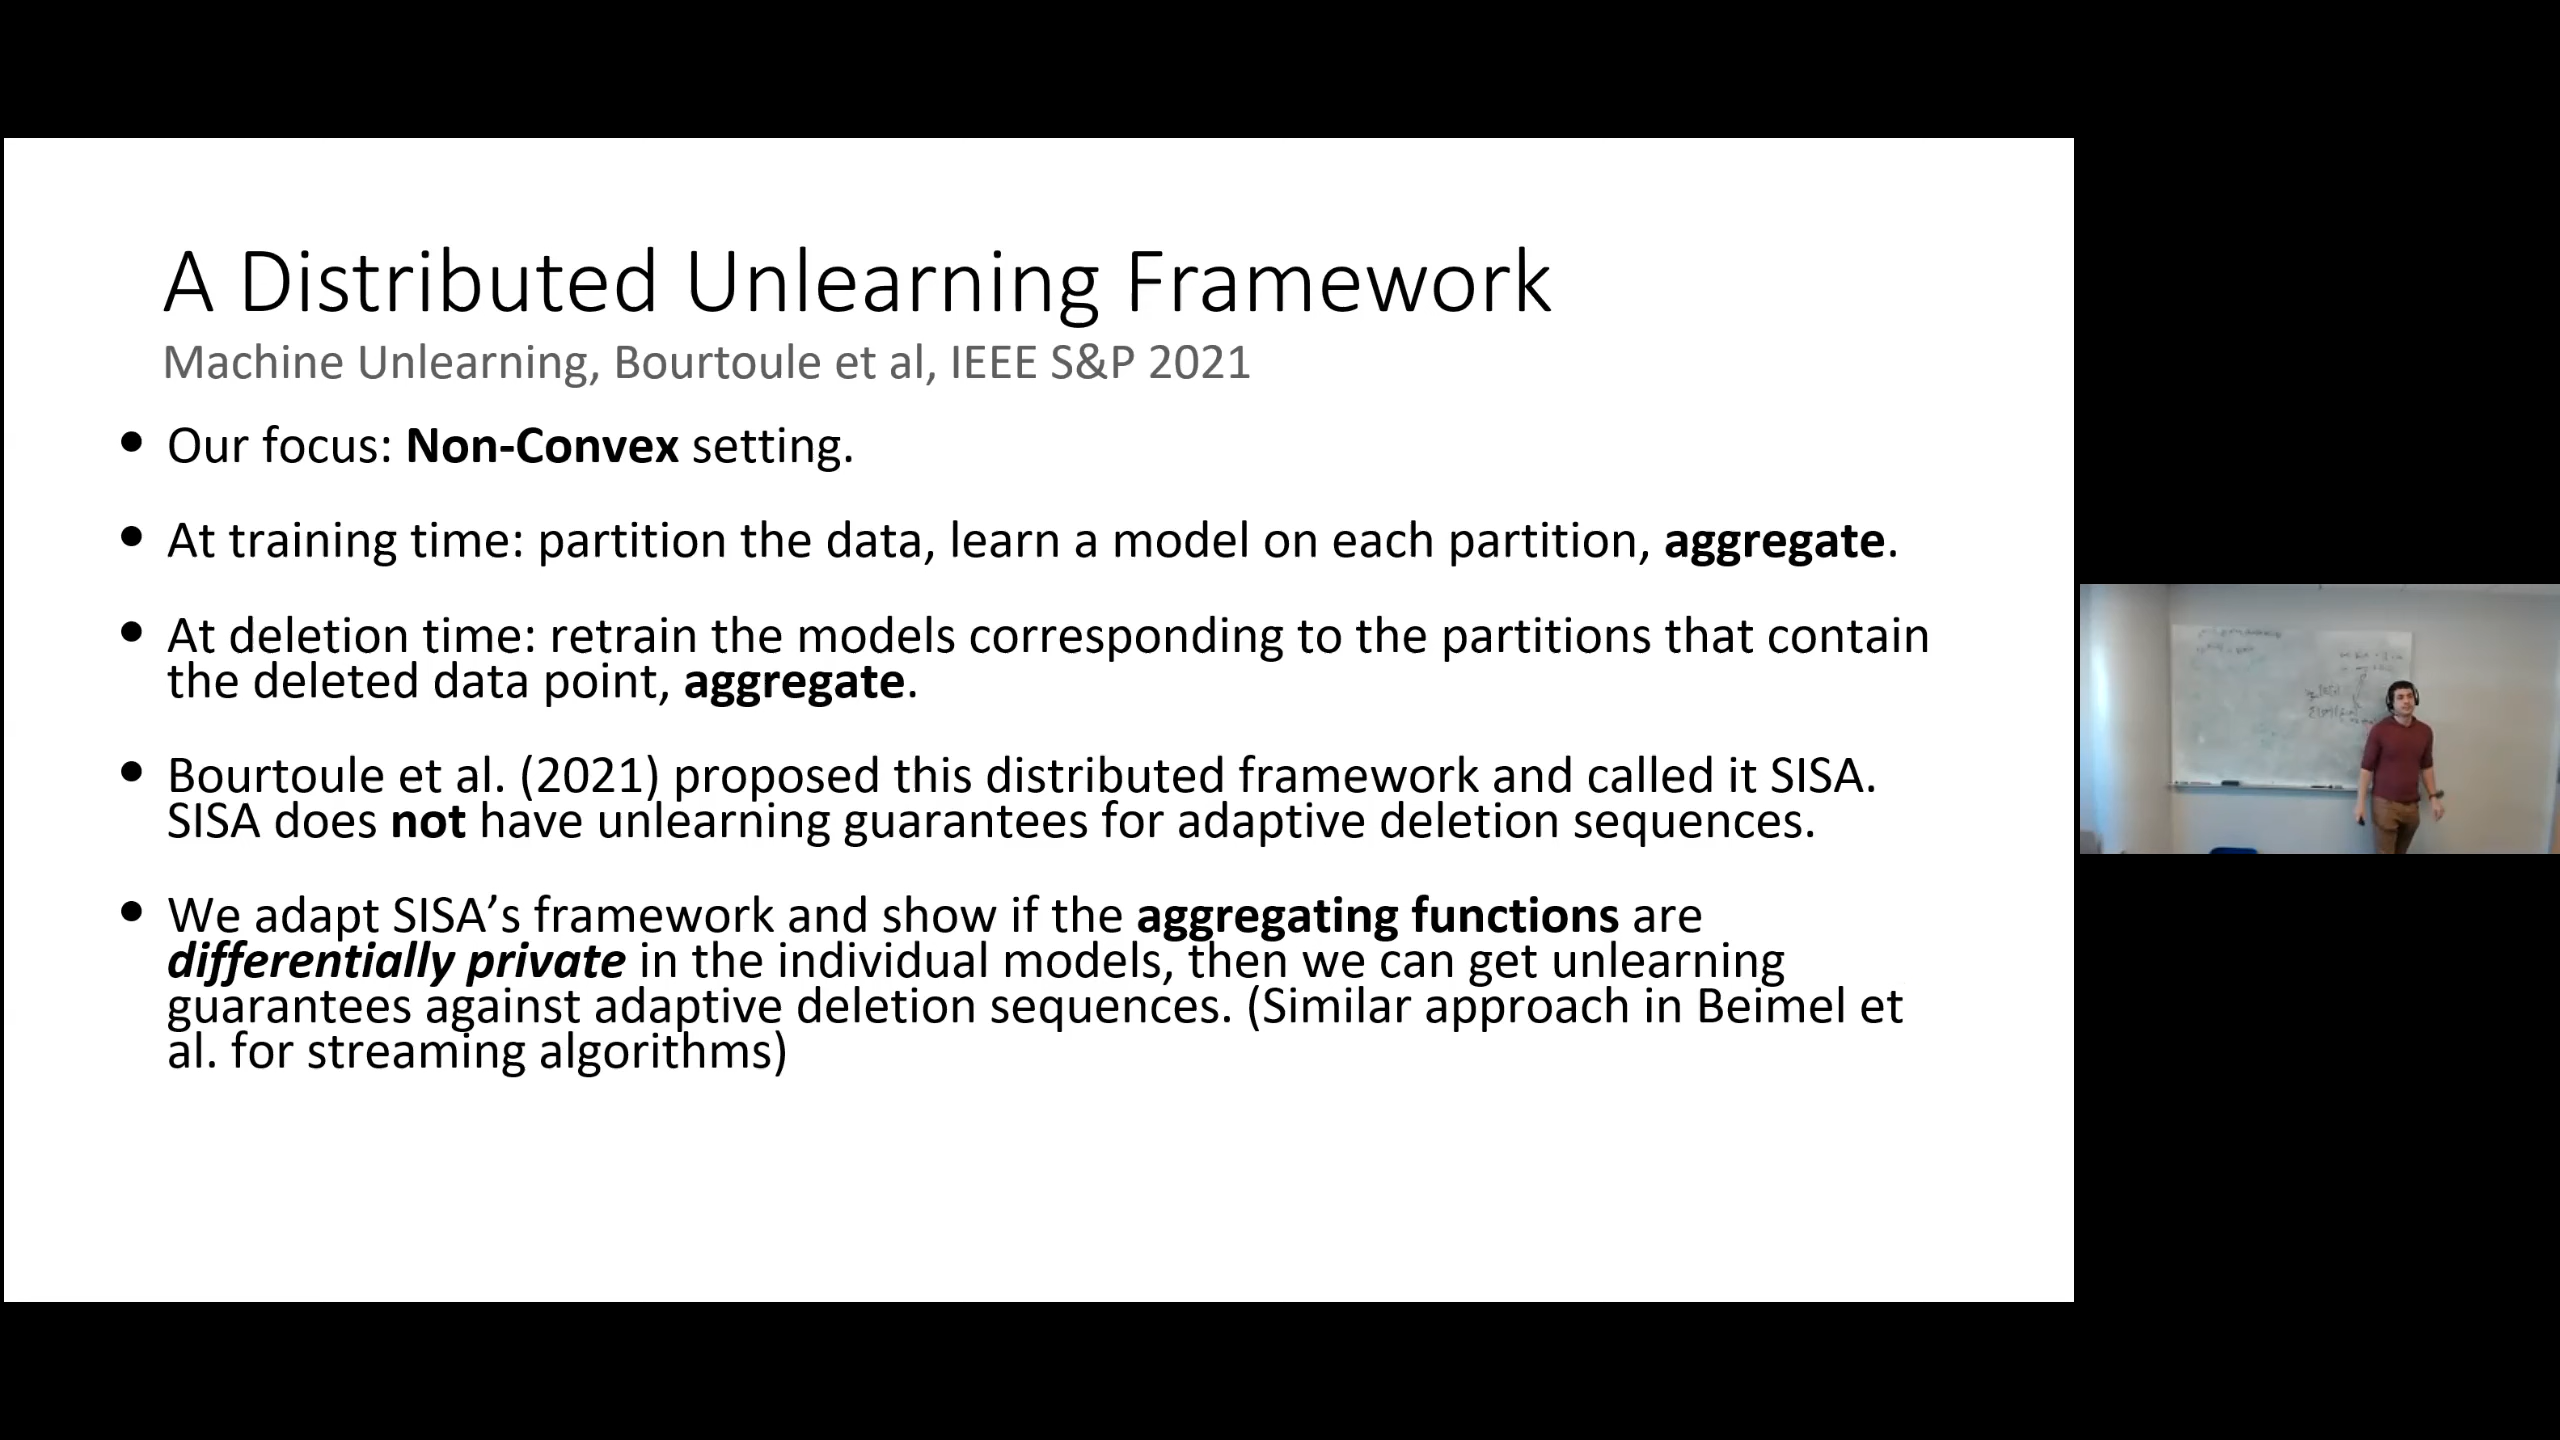 A Distributed Unlearning Framework
Machine Unlearning, Bourtoule et al, IEEE S&P 2021
• Our focus: Non-Convex setting.
• At training time: partition the data, learn a model on each partition, aggregate.
• At deletion time: retrain the models corresponding to the partitions that contain
the deleted data point, aggregate.
• Bourtoule et al. (2021) proposed this distributed framework and called it SISA.
SISA does not have unlearning guarantees for adaptive deletion sequences.
• We adapt SISA’s framework and show if the aggregating functions are
differentially private in the individual models, then we can get unlearning
guarantees against adaptive deletion sequences. (Similar approach in Beimel et
al. for streaming algorithms)